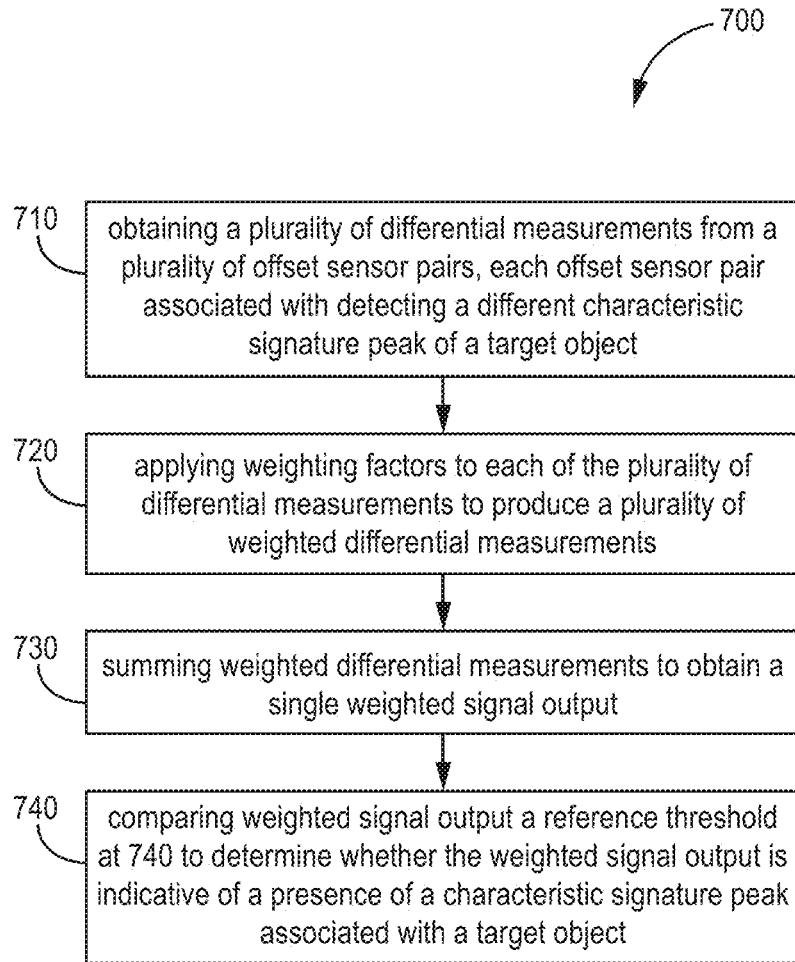 700
710
obtaining a plurality of differential measurements from a
plurality of offset sensor pairs, each offset sensor pair
associated with detecting a different characteristic
signature peak of a target object
720
applying weighting factors to each of the plurality of
differential measurements to produce a plurality of
weighted differential measurements
730
summing weighted differential measurements to obtain a
single weighted signal output
740
comparing weighted signal output a reference threshold
at 740 to determine whether the weighted signal output is
indicative of a presence of a characteristic signature peak
associated with a target object